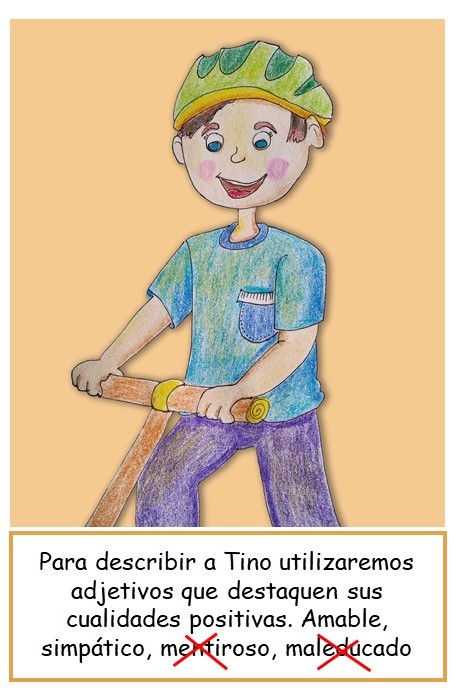 Para describir a Tino utilizaremos
adjetivos que destaquen sus
cualidades positivas. Amable,
simpático, mentiroso, maleducado